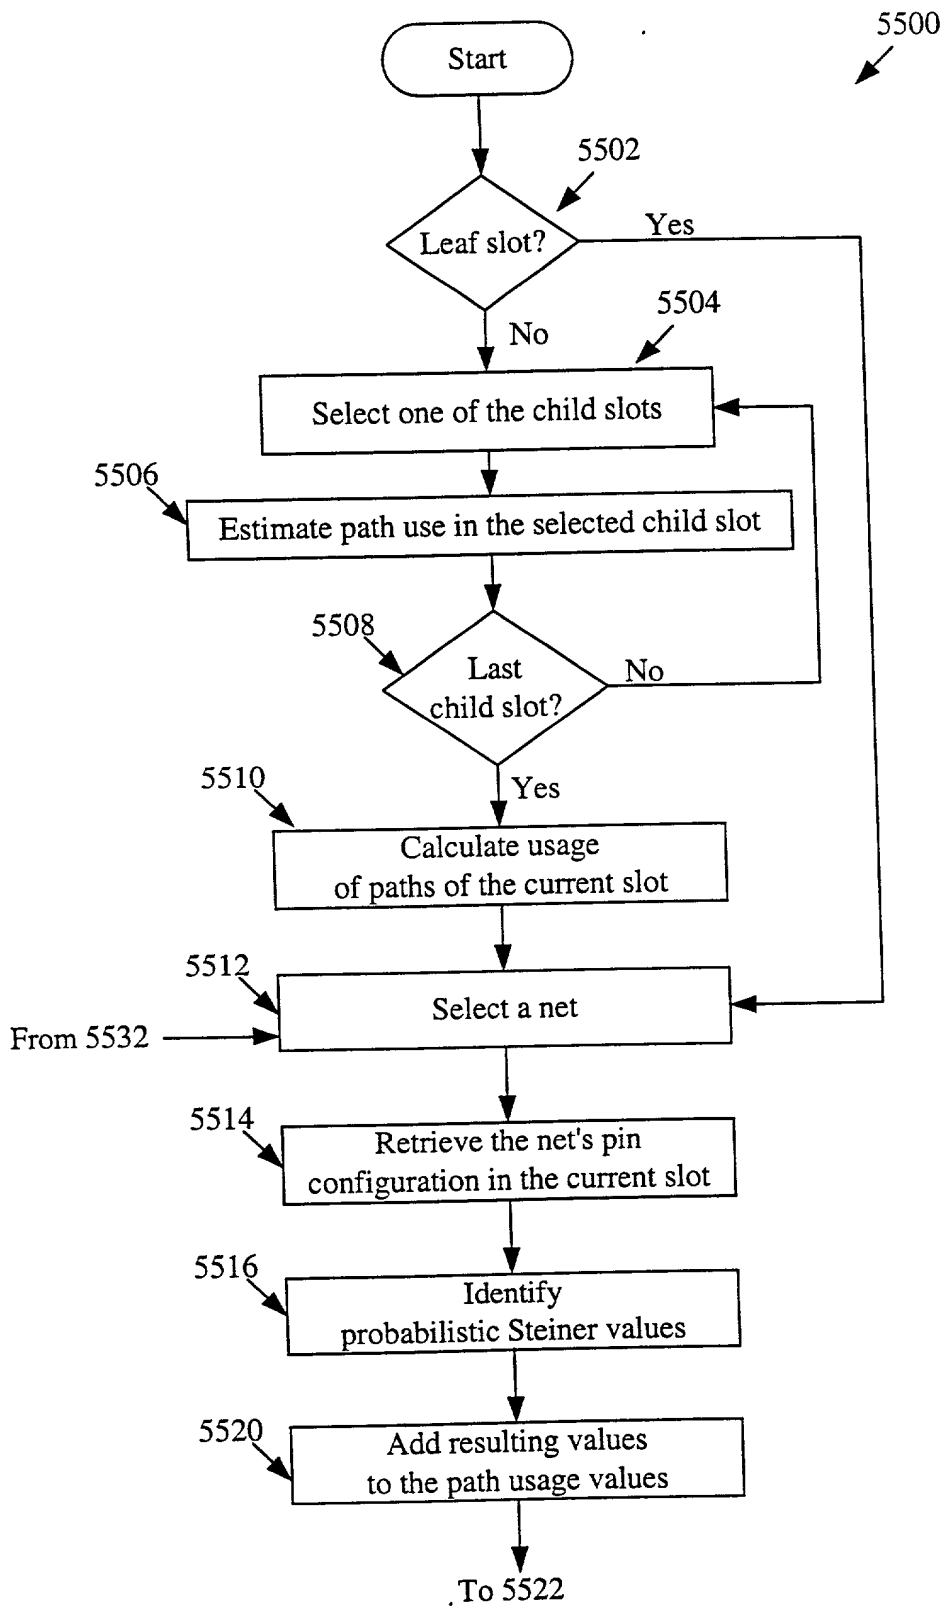 5500
Start
5502
Leaf slot?
Yes
No
5504
Select one of the child slots
5506
Estimate path use in the selected child slot
5508
Last
child slot?
No
Yes
5510
Calculate usage
of paths of the current slot
5512
Select a net
From 5532
5514
Retrieve the net's pin
configuration in the current slot
5516
Identify
probabilistic Steiner values
5520
Add resulting values
to the path usage values
To 5522